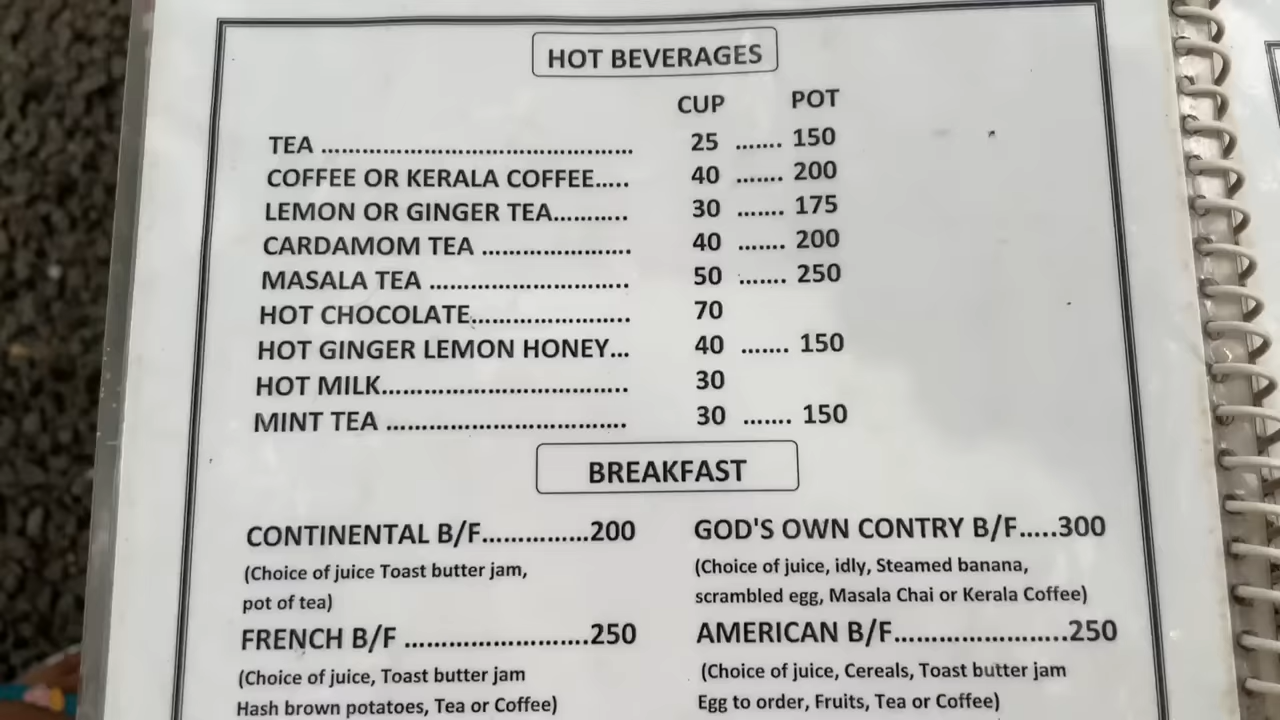 HOT BEVERAGES
CUP POT
TEA ............................................. 25 ....... 150
COFFEE OR KERALA COFFEE..... 40 ....... 200
LEMON OR GINGER TEA........... 30 ....... 175
CARDAMOM TEA ...................... 40 ....... 200
MASALA TEA ............................. 50 ....... 250
HOT CHOCOLATE....................... 70
HOT GINGER LEMON HONEY... 40 ....... 150
HOT MILK................................... 30
MINT TEA .................................. 30 ....... 150
BREAKFAST
CONTINENTAL B/F...............200
(Choice of juice Toast butter jam,
pot of tea)
FRENCH B/F ..........................250
(Choice of juice, Toast butter jam
Hash brown potatoes, Tea or Coffee)
GOD'S OWN CONTRY B/F.....300
(Choice of juice, idly, Steamed banana,
scrambled egg, Masala Chai or Kerala Coffee)
AMERICAN B/F.........................250
(Choice of juice, Cereals, Toast butter jam
Egg to order, Fruits, Tea or Coffee)